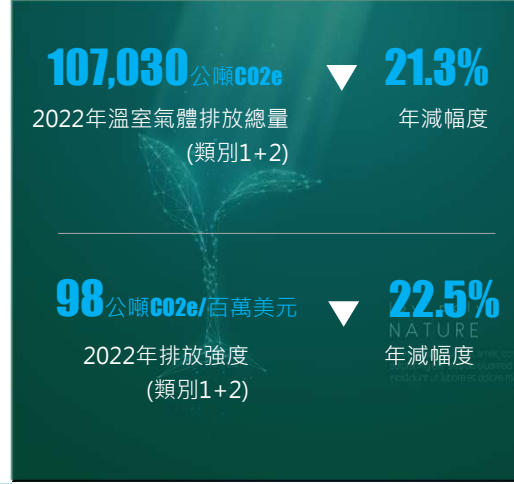 107,030公噸CO2e ▼ 21.3%
2022年溫室氣體排放總量 年減幅度
(類別1+2)
98公噸CO2e/百萬美元 ▼ 22.5%
NATURE
2022年排放強度 年減幅度
(類別1+2)